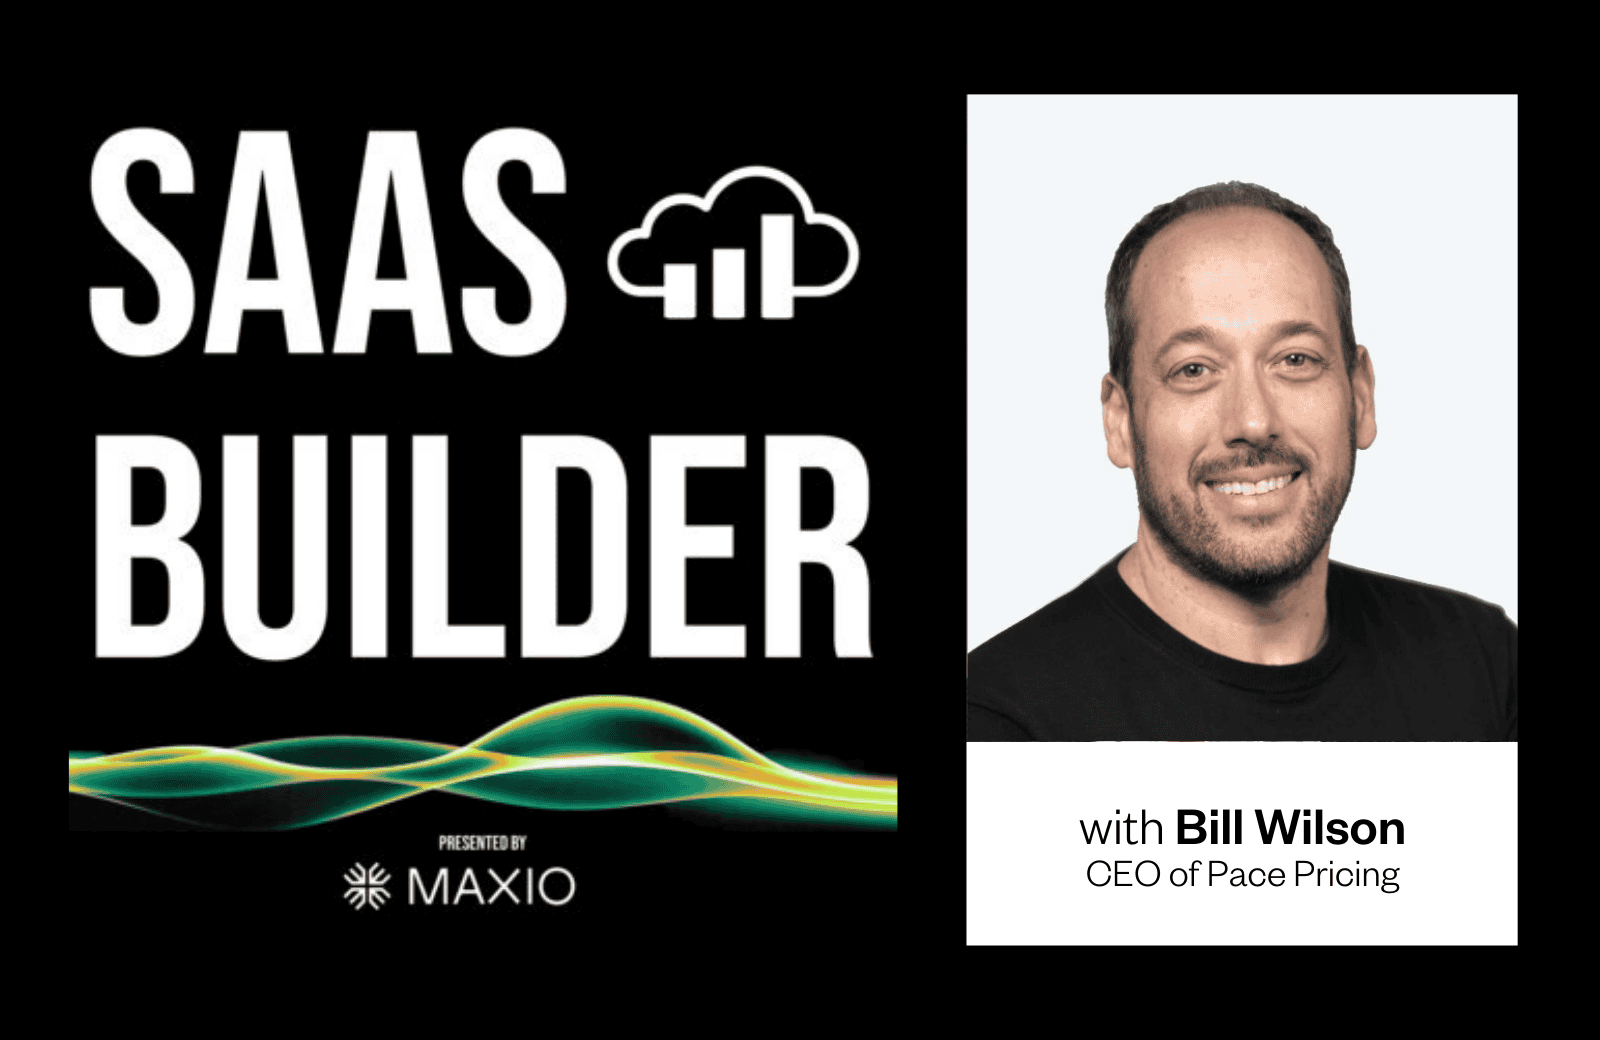 SAAS
BUILDER
PRESENTED BY
MAXIO
with Bill Wilson
CEO of Pace Pricing